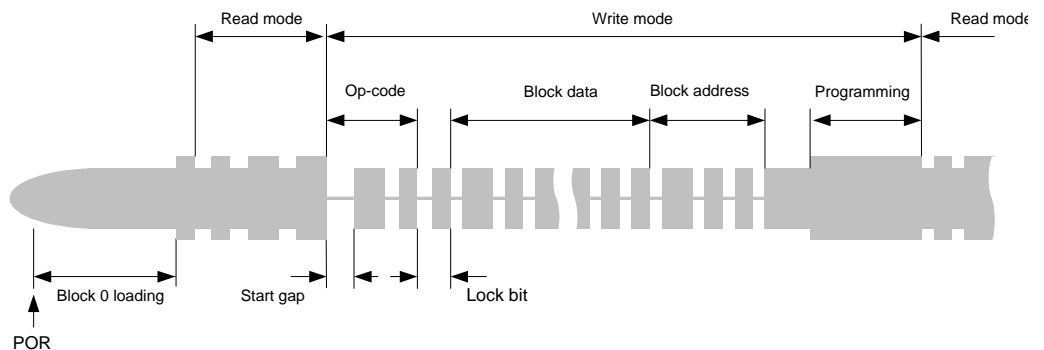 Read mode
Write mode
Read mode
Op-code
Block data
Block address
Programming
Block 0 loading
Start gap
Lock bit
POR